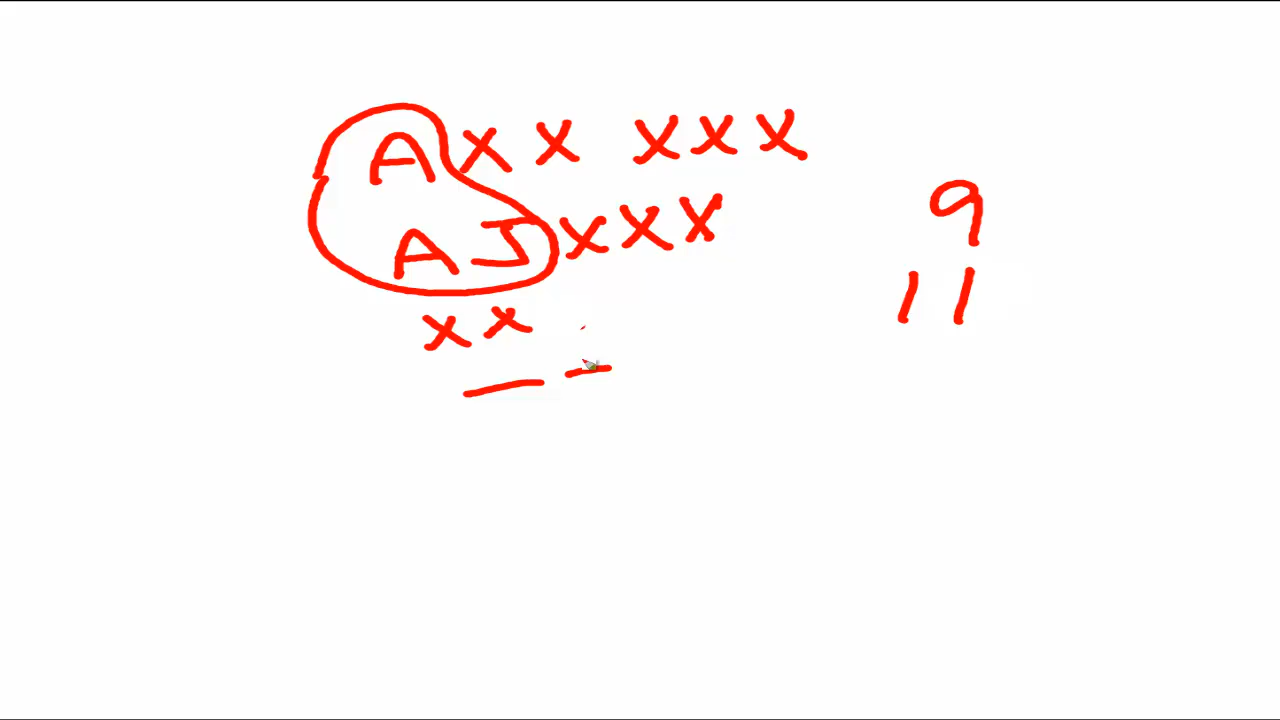 A x x x x x
A J x x x
x x
— —
9
11